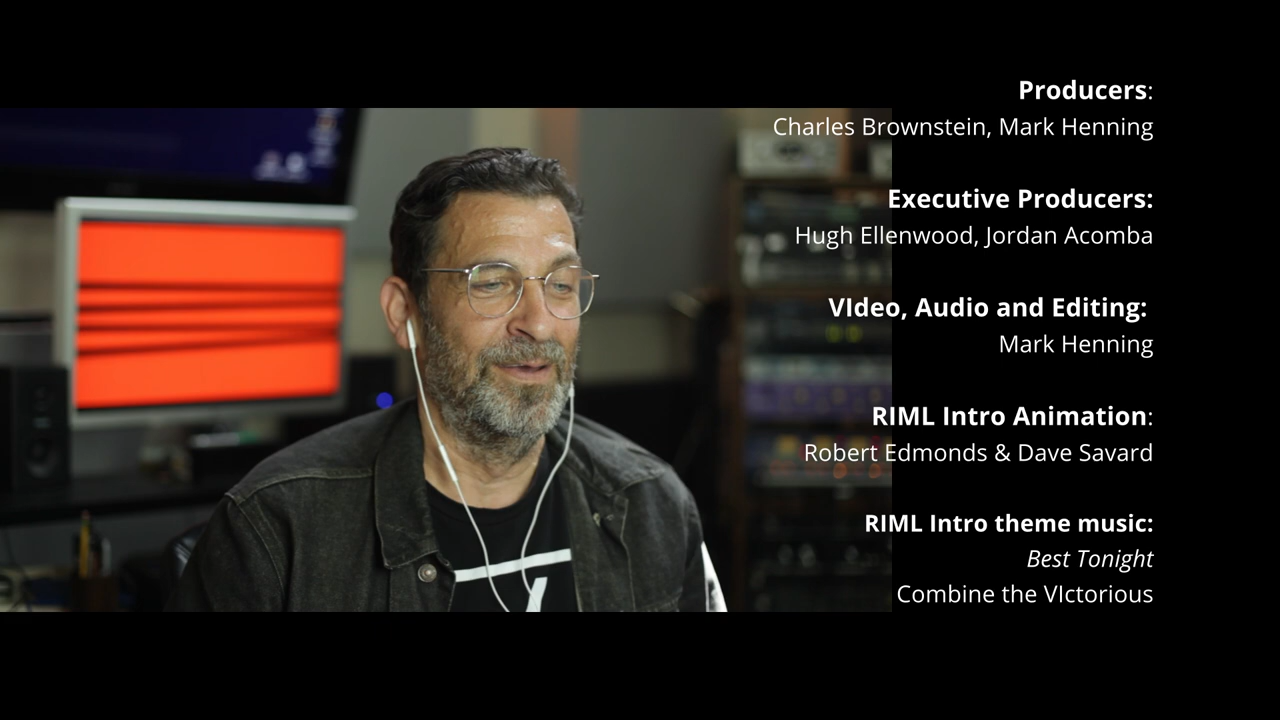 Producers:
Charles Brownstein, Mark Henning
Executive Producers:
Hugh Ellenwood, Jordan Acomba
VIdeo, Audio and Editing:
Mark Henning
RIML Intro Animation:
Robert Edmonds & Dave Savard
RIML Intro theme music:
Best Tonight
Combine the VIctorious